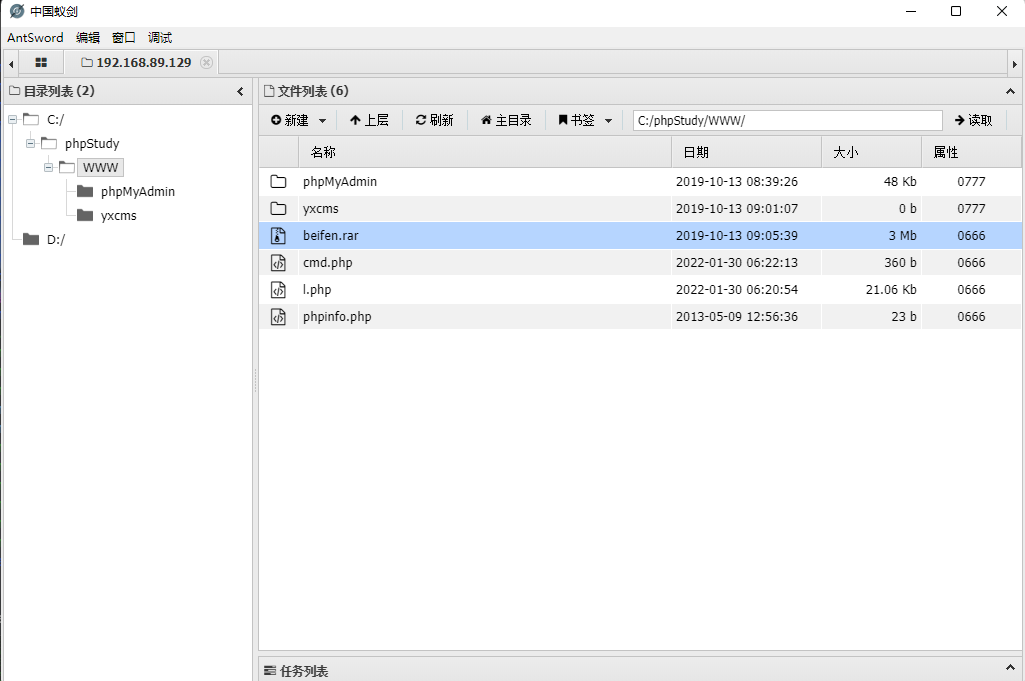 中国蚁剑
AntSword 编辑 窗口 调试
192.168.89.129
目录列表 (2)
C:/
phpStudy
WWW
phpMyAdmin
yxcms
D:/
文件列表 (6)
新建 上层 刷新 主目录 书签 C:/phpStudy/WWW/ 读取
名称 日期 大小 属性
phpMyAdmin 2019-10-13 08:39:26 48 Kb 0777
yxcms 2019-10-13 09:01:07 0 b 0777
beifen.rar 2019-10-13 09:05:39 3 Mb 0666
cmd.php 2022-01-30 06:22:13 360 b 0666
l.php 2022-01-30 06:20:54 21.06 Kb 0666
phpinfo.php 2013-05-09 12:56:36 23 b 0666
任务列表